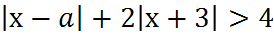 |x − a| + 2|x + 3| > 4